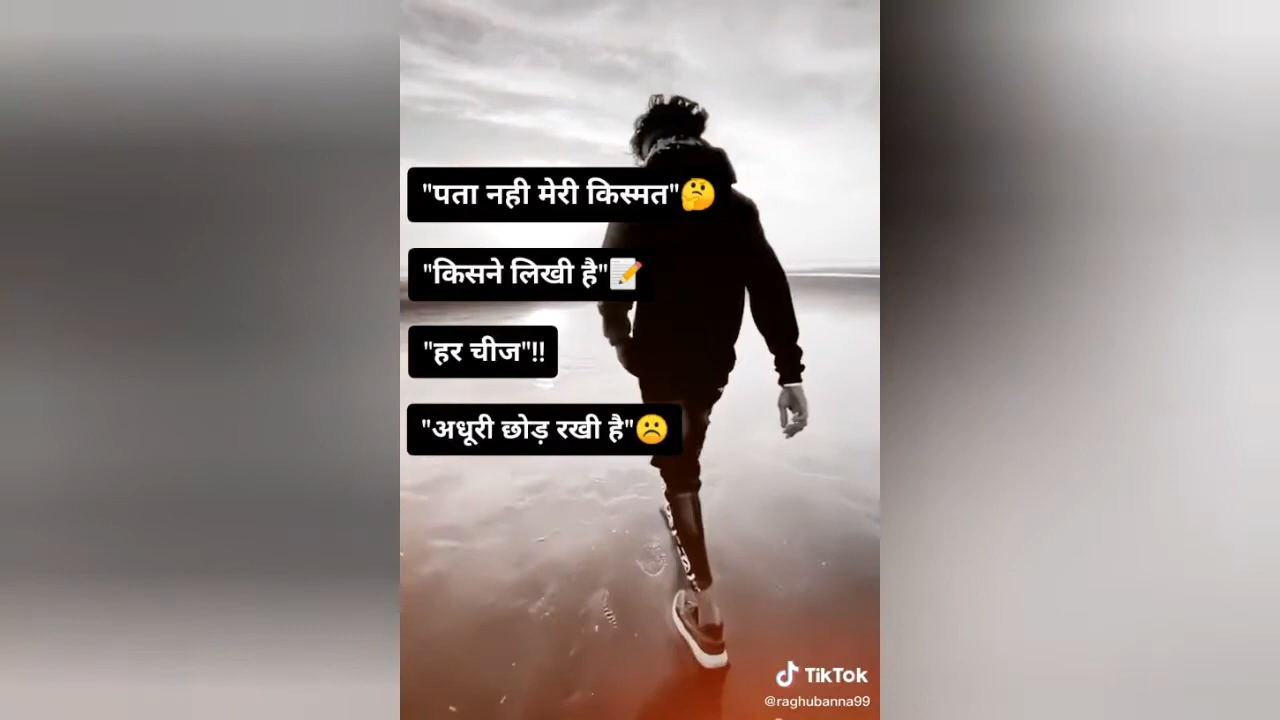 "पता नही मेरी किस्मत"🤔
"किसने लिखी है"📝
"हर चीज"!!
"अधूरी छोड़ रखी है"☹️
TikTok
@raghubanna99